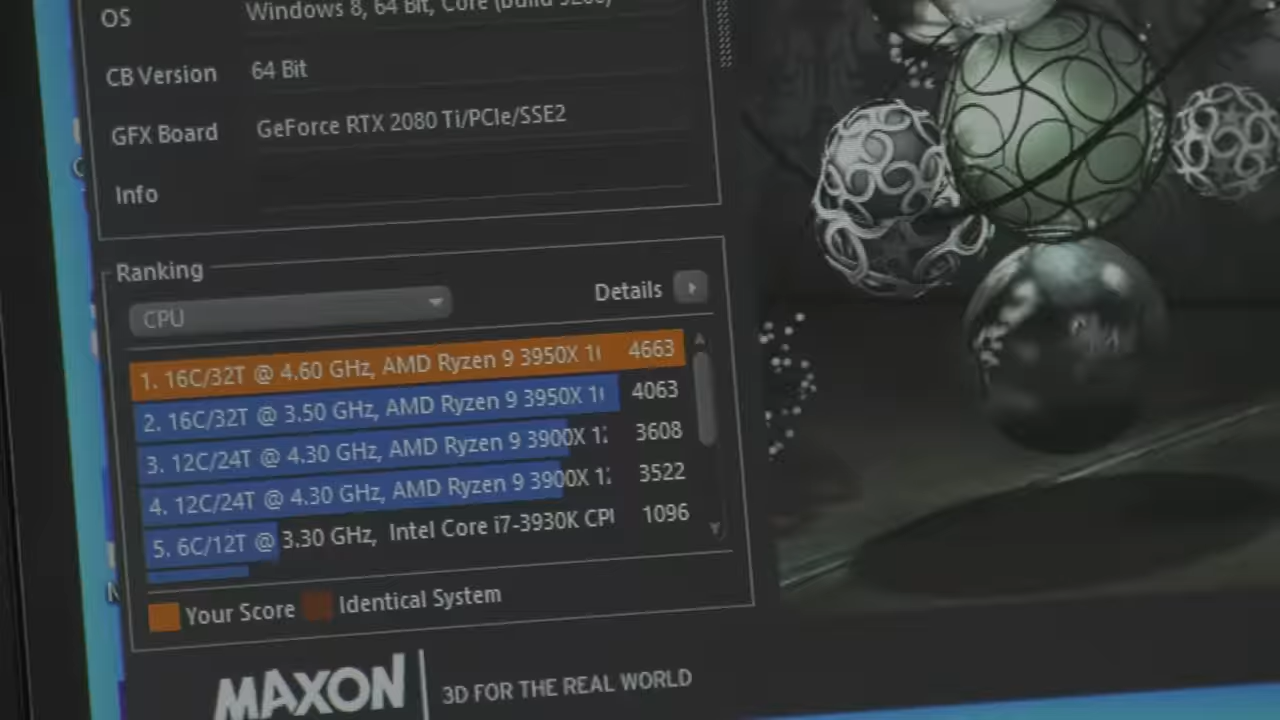 OS Windows 8, 64 Bit, Core (build
CB Version 64 Bit
GFX Board GeForce RTX 2080 Ti/PCIe/SSE2
Info
Ranking
CPU Details
1. 16C/32T @ 4.60 GHz, AMD Ryzen 9 3950X 4663
2. 16C/32T @ 3.50 GHz, AMD Ryzen 9 3950X 4063
3. 12C/24T @ 4.30 GHz, AMD Ryzen 9 3900X 3608
4. 12C/24T @ 4.30 GHz, AMD Ryzen 9 3900X 3522
5. 6C/12T @ 3.30 GHz, Intel Core i7-3930K CPU 1096
Your Score Identical System
MAXON 3D FOR THE REAL WORLD